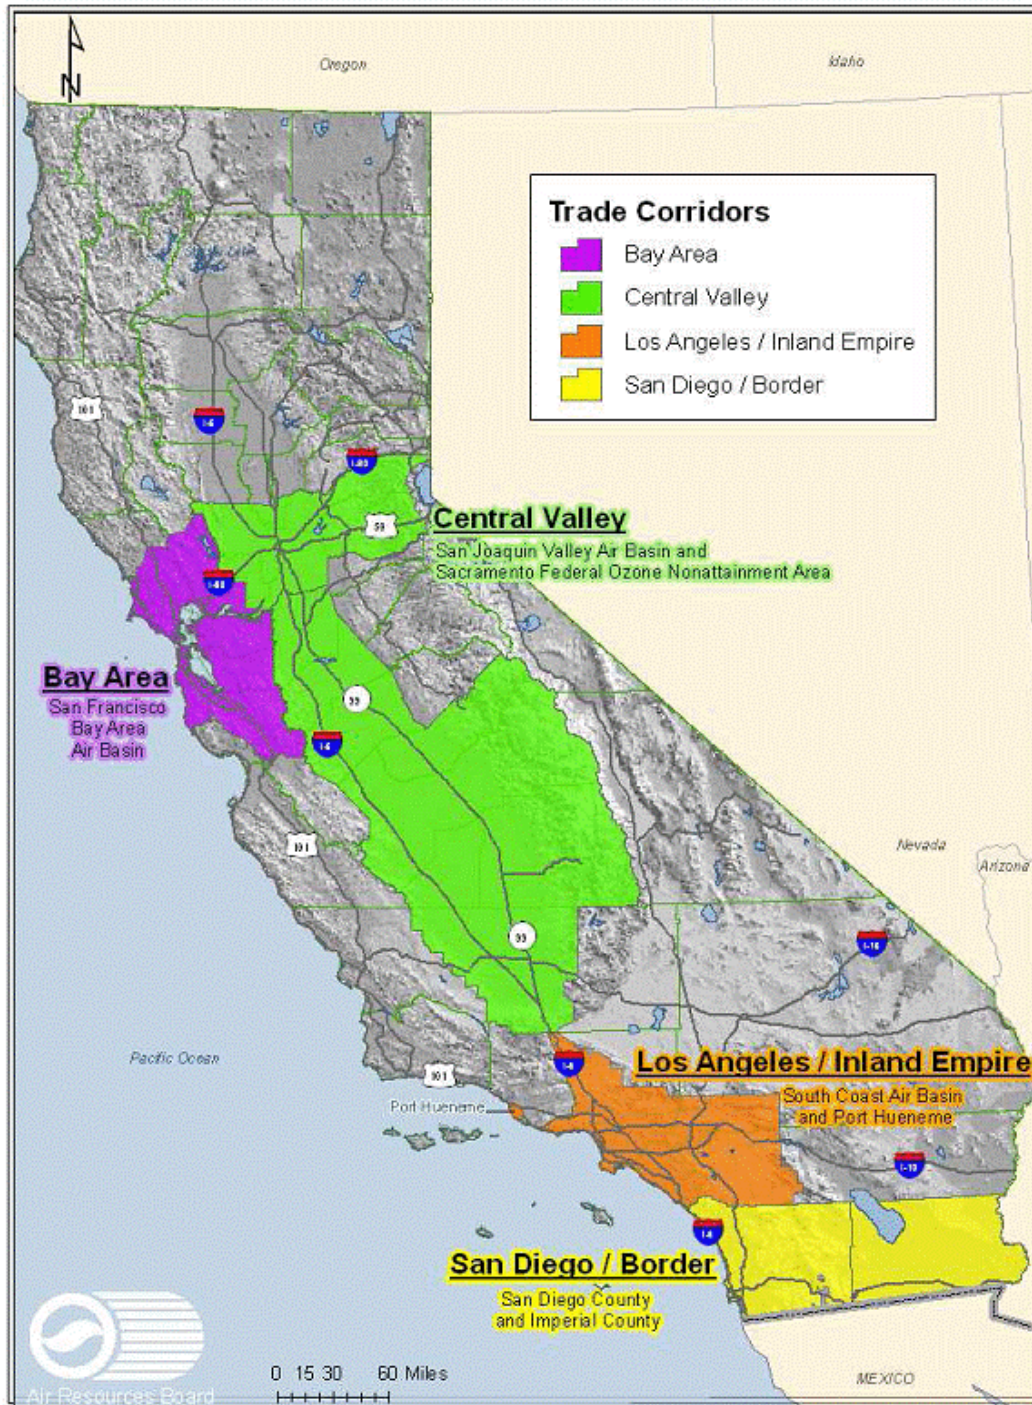 N
Oregon
Idaho
Trade Corridors
Bay Area
Central Valley
Los Angeles / Inland Empire
San Diego / Border
101
I-5
I-80
50
Central Valley
San Joaquin Valley Air Basin and
Sacramento Federal Ozone Nonattainment Area
I-80
Bay Area
San Francisco
Bay Area
Air Basin
99
I-5
101
Nevada
Arizona
99
I-15
Pacific Ocean
I-5
Los Angeles / Inland Empire
South Coast Air Basin
and Port Hueneme
101
Port Hueneme
I-10
I-5
San Diego / Border
San Diego County
and Imperial County
0 15 30 60 Miles
MEXICO
Air Resources Board